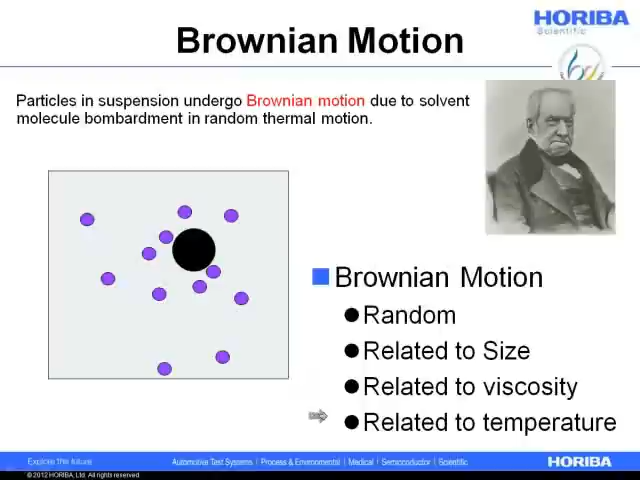 HORIBA
Scientific
Brownian Motion
Particles in suspension undergo Brownian motion due to solvent
molecule bombardment in random thermal motion.
Brownian Motion
Random
Related to Size
Related to viscosity
Related to temperature
Explore the future
Automotive Test Systems | Process & Environmental | Medical | Semiconductor | Scientific
HORIBA
© 2012 HORIBA, Ltd. All rights reserved.